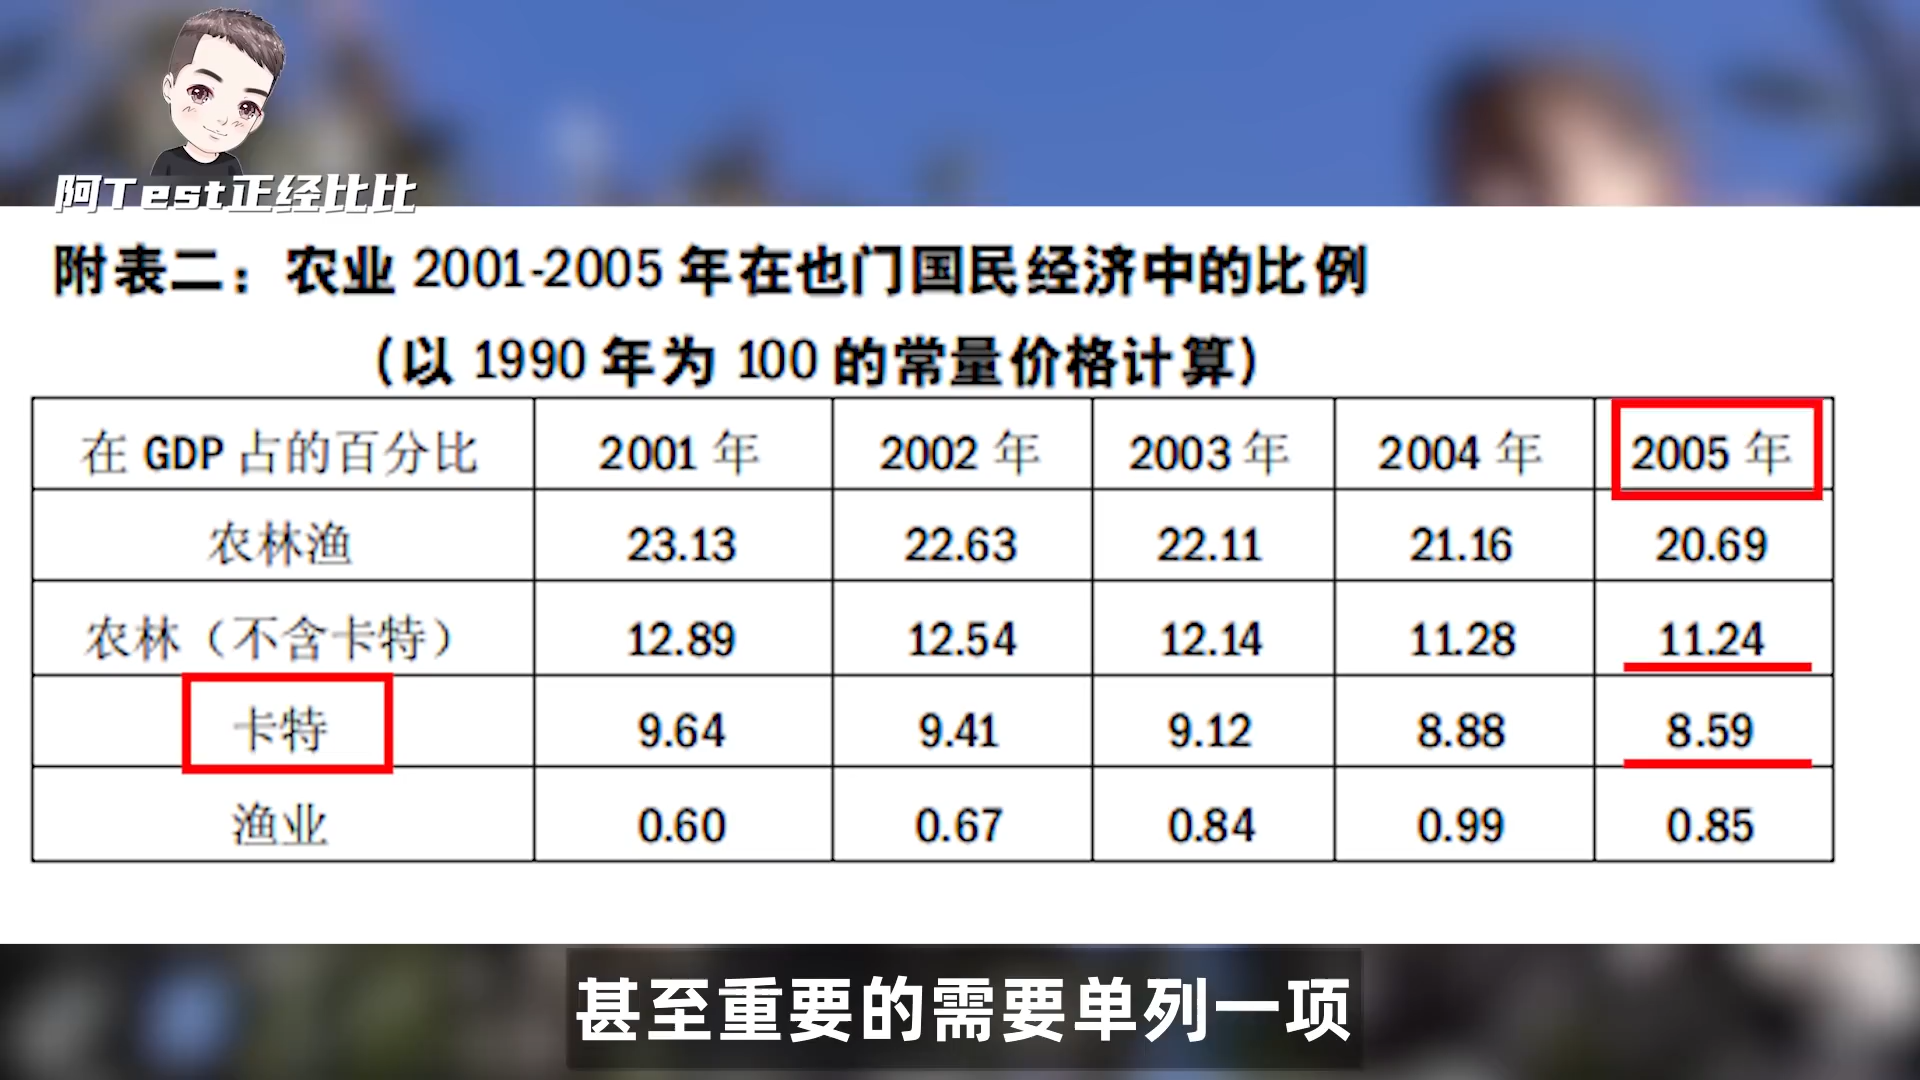 阿Test正经比比
附表二：农业 2001-2005 年在也门国民经济中的比例
（以 1990 年为 100 的常量价格计算）
在 GDP 占的百分比 2001 年 2002 年 2003 年 2004 年 2005 年
农林渔 23.13 22.63 22.11 21.16 20.69
农林（不含卡特） 12.89 12.54 12.14 11.28 11.24
卡特 9.64 9.41 9.12 8.88 8.59
渔业 0.60 0.67 0.84 0.99 0.85
甚至重要的需要单列一项